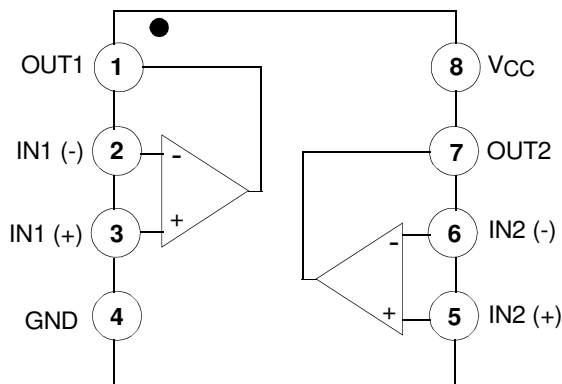 OUT1 1 8 VCC
IN1 (-) 2 - 7 OUT2
IN1 (+) 3 + - 6 IN2 (-)
GND 4 + 5 IN2 (+)